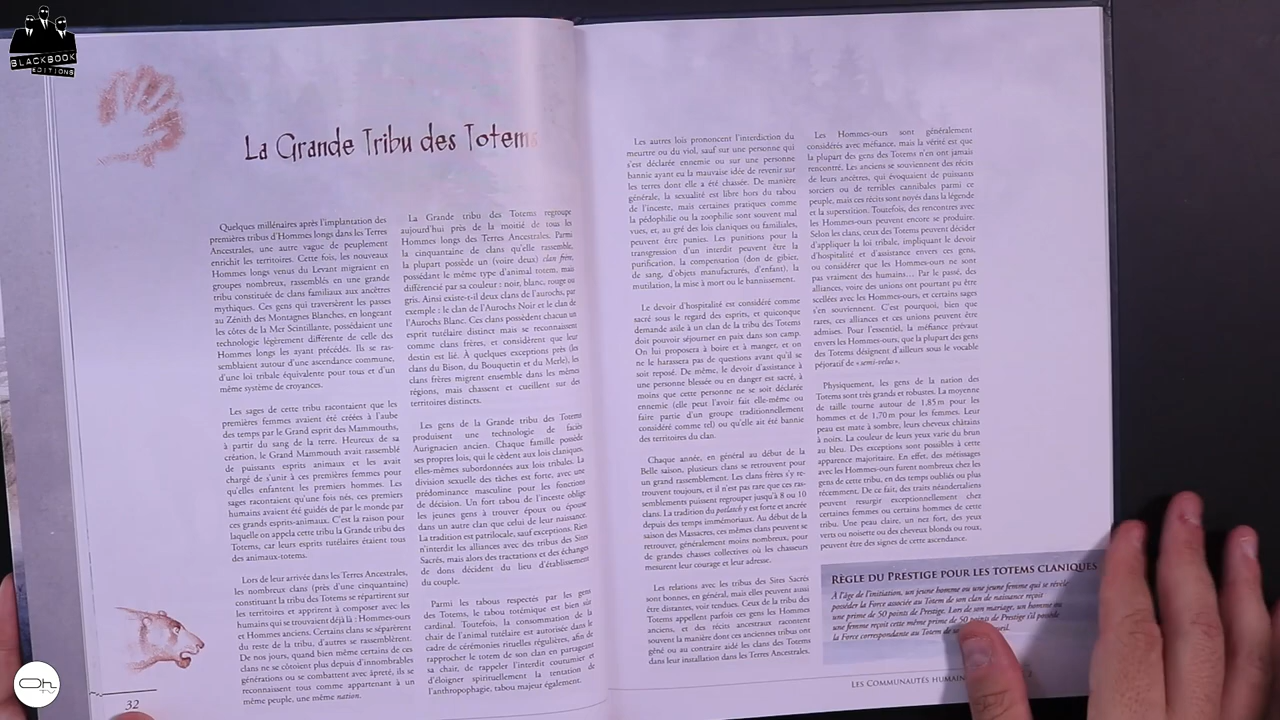 BLACKBOOK
EDITIONS
La Grande Tribu des Totems
Quelques millénaires après l'implantation des
premières tribus d'Hommes longs dans les Terres
Ancestrales, une autre vague de peuplement
enrichit les territoires. Cette fois, les nouveaux
Hommes longs venus du Levant migraient en
groupes nombreux, rassemblés en une grande
tribu constituée de clans familiaux aux ancêtres
mythiques. Ces gens qui traversèrent les passes
au Zénith des Montagnes Blanches, en longeant
les côtes de la Mer Scintillante, possédaient une
technologie légèrement différente de celle des
Hommes longs les ayant précédés. Ils se ras-
semblaient autour d'une ascendance commune,
d'une loi tribale équivalente pour tous et d'un
même système de croyances.
Les sages de cette tribu racontaient que les
premières femmes avaient été créées à l'aube
des temps par le Grand esprit des Mammouths,
à partir du sang de la terre. Heureux de sa
création, le Grand Mammouth avait rassemblé
de puissants esprits animaux et les avait
chargé de s'unir à ces premières femmes pour
qu'elles enfantent les premiers hommes. Les
sages racontaient qu'une fois nés, ces premiers
humains avaient été guidés de par le monde par
ces grands esprits-animaux. C'est la raison pour
laquelle on appela cette tribu la Grande tribu des
Totems, car leurs esprits tutélaires étaient tous
des animaux-totems.
Lors de leur arrivée dans les Terres Ancestrales,
les nombreux clans (près d'une cinquantaine)
constituant la tribu des Totems se répartirent sur
les territoires et apprirent à composer avec les
humains qui se trouvaient déjà là : Hommes-ours
et Hommes anciens. Certains clans se séparèrent
du reste de la tribu, d'autres se rassemblèrent.
De nos jours, quand bien même certains de ces
clans ne se côtoient plus depuis d'innombrables
générations ou se combattent avec âpreté, ils se
reconnaissent tous comme appartenant à un
même peuple, une même nation.
La Grande tribu des Totems regroupe
aujourd'hui près de la moitié de tous les
Hommes longs des Terres Ancestrales. Parmi
la cinquantaine de clans qu'elle rassemble,
la plupart possède un (voire deux) clan frère,
possédant le même type d'animal totem, mais
différencié par sa couleur : noir, blanc, rouge ou
gris. Ainsi existe-t-il deux clans de l'aurochs, par
exemple : le clan de l'Aurochs Noir et le clan de
l'Aurochs Blanc. Ces clans possèdent chacun un
esprit tutélaire distinct mais se reconnaissent
comme clans frères, et considèrent que leur
destin est lié. À quelques exceptions près (les
clans du Bison, du Bouquetin et du Merle), les
clans frères migrent ensemble dans les mêmes
régions, mais chassent et cueillent sur des
territoires distincts.
Les gens de la Grande tribu des Totems
produisent une technologie de faciès
Aurignacien ancien. Chaque famille possède
ses propres lois, qui le cèdent aux lois claniques,
elles-mêmes subordonnées aux lois tribales. La
division sexuelle des tâches est forte, avec une
prédominance masculine pour les fonctions
de décision. Un fort tabou de l'inceste oblige
les jeunes gens à trouver époux ou épouse
dans un autre clan que celui de leur naissance.
La tradition est patrilocale, sauf exceptions. Rien
n'interdit les alliances avec des tribus des Sites
Sacrés, mais alors des tractations et des échanges
de dons décident du lieu d'établissement
du couple.
Parmi les tabous respectés par les gens
des Totem, le tabou totémique est bien sûr
cardinal. Toutefois, la consommation de la
chair de l'animal tutélaire est autorisée dans le
cadre de cérémonies rituelles régulières, afin de
rapprocher le totem de son clan en partageant
sa chair, de rappeler l'interdit coutumier et
d'éloigner spirituellement la tentation de
l'anthropophagie, tabou majeur également.
32
Les autres lois prononcent l'interdiction du
meurtre ou du viol, sauf sur une personne qui
s'est déclarée ennemie ou sur une personne
bannie ayant eu la mauvaise idée de revenir sur
les terres dont elle a été chassée. De manière
générale, la sexualité est libre hors du tabou
de l'inceste, mais certaines pratiques comme
la pédophilie ou la zoophilie sont souvent mal
vues, et, au gré des lois claniques ou familiales,
peuvent être punies. Les punitions pour la
transgression d'un interdit peuvent être la
purification, la compensation (don de gibier,
de sang, d'objets manufacturés, d'enfant), la
mutilation, la mise à mort ou le bannissement.
Le devoir d'hospitalité est considéré comme
sacré sous le regard des esprits, et quiconque
demande asile à un clan de la tribu des Totems
doit pouvoir séjourner en paix dans son camp.
On lui proposera à boire et à manger, et on
ne le harassera pas de questions avant qu'il se
soit reposé. De même, le devoir d'assistance à
une personne blessée ou en danger est sacré, à
moins que cette personne ne se soit déclarée
ennemie (elle peut l'avoir fait elle-même ou
faire partie d'un groupe traditionnellement
considéré comme tel) ou qu'elle ait été bannie
des territoires du clan.
Chaque année, en général au début de la
Belle saison, plusieurs clans se retrouvent pour
un grand rassemblement. Les clans frères s'y re-
trouvent toujours, et il n'est pas rare que ces ras-
semblements puissent regrouper jusqu'à 8 ou 10
clans. La tradition du potlatch y est forte et ancrée
depuis des temps immémoriaux. Au début de la
saison des Massacres, ces mêmes clans peuvent se
retrouver, généralement moins nombreux, pour
de grandes chasses collectives où les chasseurs
mesurent leur courage et leur adresse.
Les relations avec les tribus des Sites Sacrés
sont bonnes, en général, mais elles peuvent aussi
être distantes, voir tendues. Ceux de la tribu des
Totems appellent parfois ces gens les Hommes
anciens, et des récits ancestraux racontent
souvent la manière dont ces anciennes tribus ont
gêné ou au contraire aidé les clans des Totems
dans leur installation dans les Terres Ancestrales.
Les Hommes-ours sont généralement
considérés avec méfiance, mais la vérité est que
la plupart des gens des Totems n'en ont jamais
rencontré. Les anciens se souviennent des récits
de leurs ancêtres, qui évoquaient de puissants
sorciers ou de terribles cannibales parmi ce
peuple, mais ces récits sont noyés dans la légende
et la superstition. Toutefois, des rencontres avec
les Hommes-ours peuvent encore se produire.
Selon les clans, ceux des Totems peuvent décider
d'appliquer la loi tribale, impliquant le devoir
d'hospitalité et d'assistance envers ces gens,
ou considérer que les Hommes-ours ne sont
pas vraiment des humains... Par le passé, des
alliances, voire des unions ont pourtant pu être
scellées avec les Hommes-ours, et certains sages
s'en souviennent. C'est pourquoi, bien que
rares, ces alliances et ces unions peuvent être
admises. Pour l'essentiel, la méfiance prévaut
envers les Hommes-ours, que la plupart des gens
des Totems désignent d'ailleurs sous le vocable
péjoratif de « semi-velus ».
Physiquement, les gens de la nation des
Totems sont très grands et robustes. La moyenne
de taille tourne autour de 1,85 m pour les
hommes et de 1,70 m pour les femmes. Leur
peau est mate à sombre, leurs cheveux châtains
à noirs. La couleur de leurs yeux varie du brun
au bleu. Des exceptions sont possibles à cette
apparence majoritaire. En effet, des métissages
avec les Hommes-ours furent nombreux chez les
gens de cette tribu, en des temps oubliés ou plus
récemment. De ce fait, des traits néandertaliens
peuvent resurgir exceptionnellement chez
certaines femmes ou certains hommes de cette
tribu. Une peau claire, un nez fort, des yeux
verts ou noisette ou des cheveux blonds ou roux,
peuvent être des signes de cette ascendance.
Règle du Prestige pour les totems claniques
À l'âge de l'initiation, un jeune homme ou une jeune femme qui se révèle
posséder la Force associée au Totem de son clan de naissance reçoit
une prime de 50 points de Prestige. Lors de son mariage, un homme ou
une femme reçoit cette même prime de 50 points de Prestige s'il possède
la Force correspondante au Totem de
Les Communautés
Oh
TV